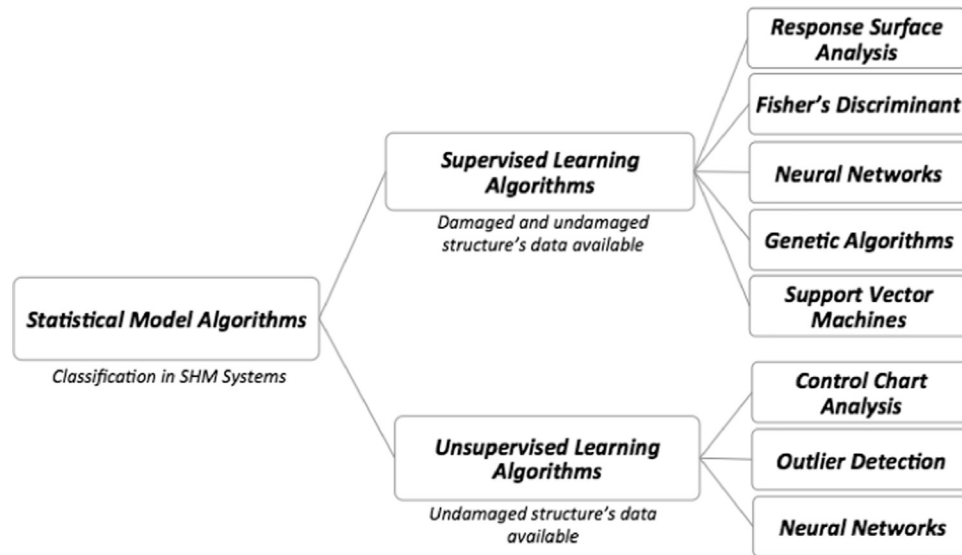 Statistical Model Algorithms
Classification in SHM Systems
Supervised Learning
Algorithms
Damaged and undamaged
structure's data available
Response Surface
Analysis
Fisher's Discriminant
Neural Networks
Genetic Algorithms
Support Vector
Machines
Unsupervised Learning
Algorithms
Undamaged structure's data
available
Control Chart
Analysis
Outlier Detection
Neural Networks